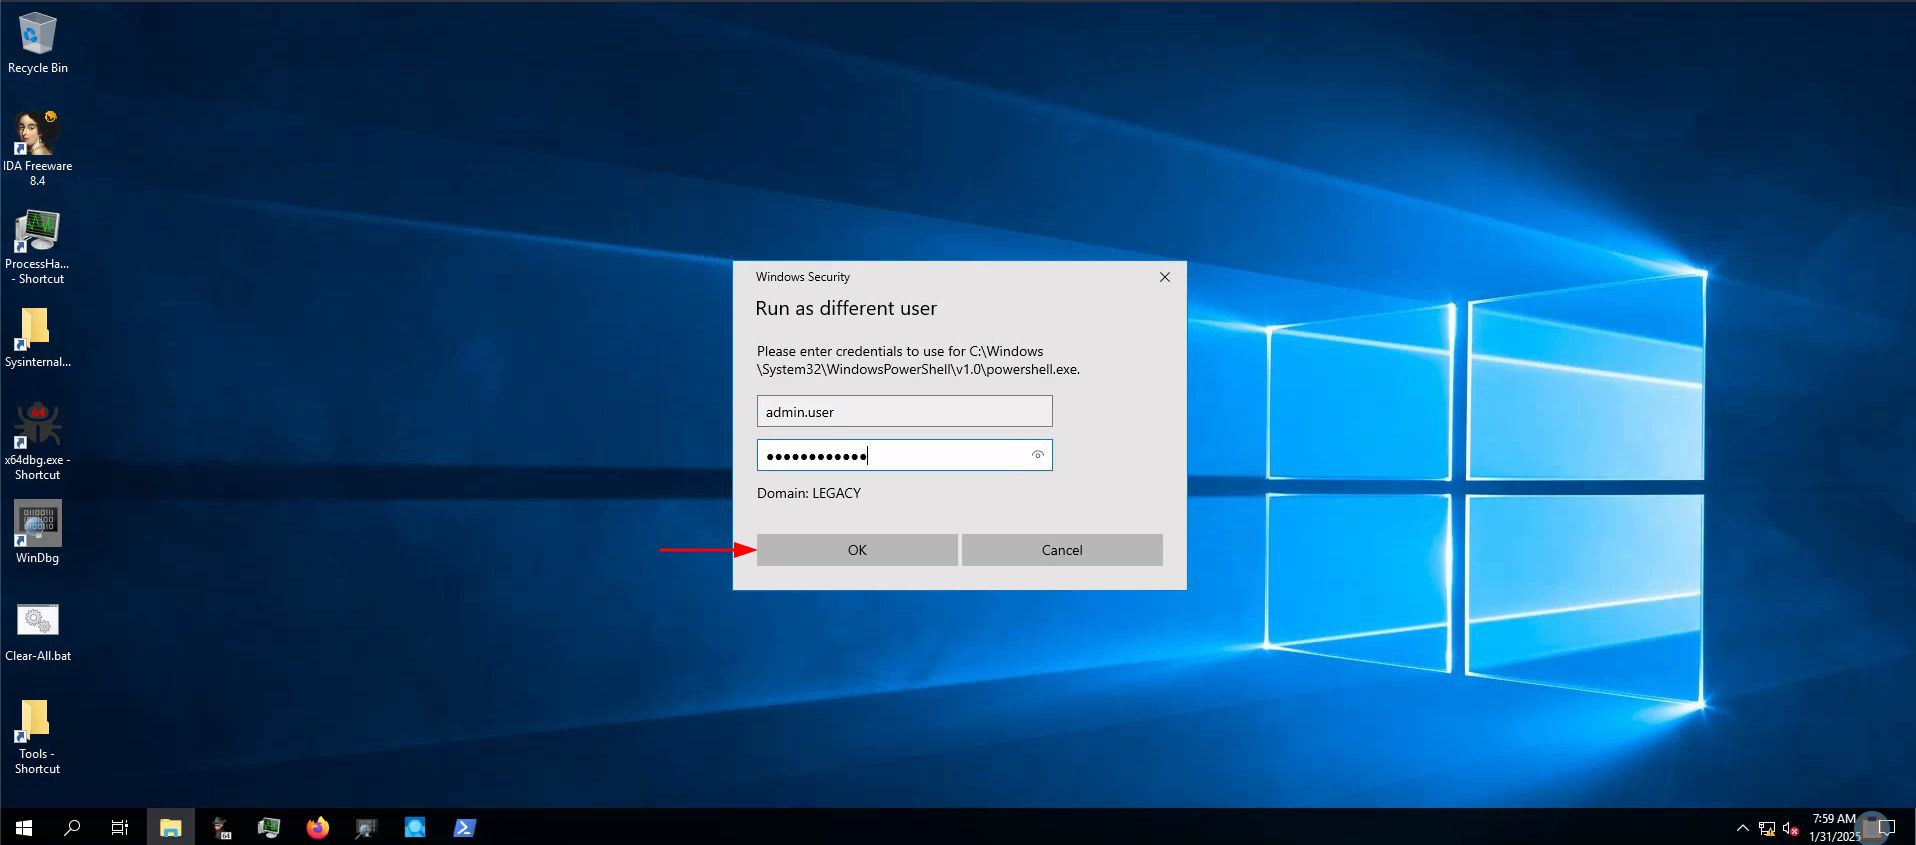 Recycle Bin
IDA Freeware
8.4
ProcessHa...
- Shortcut
Sysinternal...
64
x64dbg.exe -
Shortcut
WinDbg
Clear-All.bat
Tools -
Shortcut
Windows Security
Run as different user
Please enter credentials to use for C:\Windows
\System32\WindowsPowerShell\v1.0\powershell.exe.
admin.user
●●●●●●●●●●●●
Domain: LEGACY
OK
Cancel
64
7:59 AM
1/31/2025